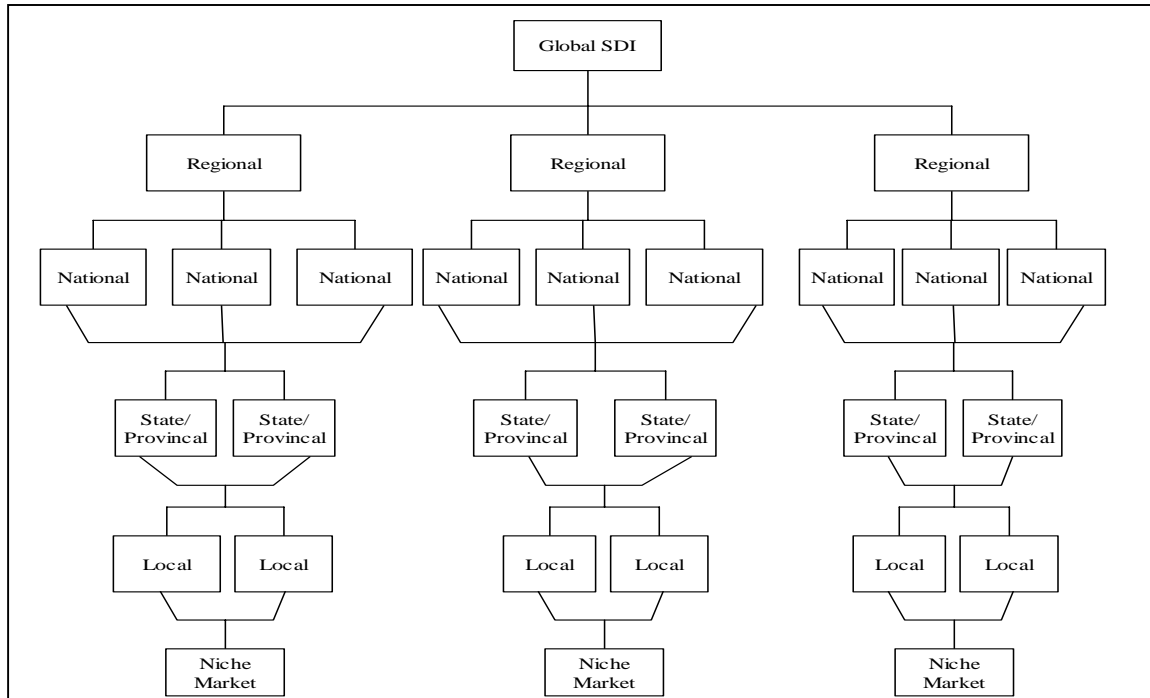 Global SDI
Regional
Regional
Regional
National
National
National
National
National
National
National
National
National
State/
Provincal
State/
Provincal
State/
Provincal
State/
Provincal
State/
Provincal
State/
Provincal
Local
Local
Local
Local
Local
Local
Niche
Market
Niche
Market
Niche
Market